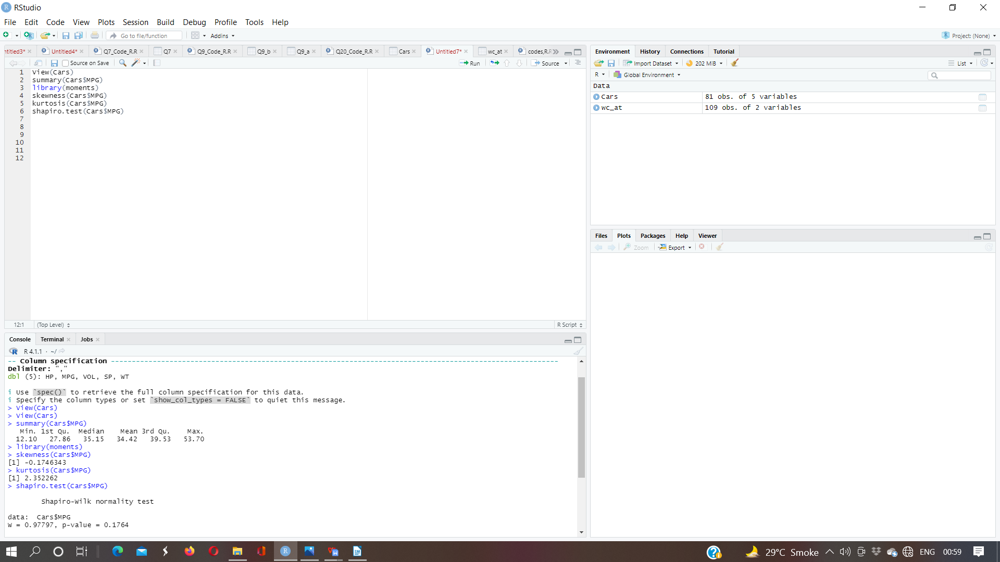 RStudio
File Edit Code View Plots Session Build Debug Profile Tools Help
Go to file/function Addins Project: (None)
ntitled3* Untitled4* Q7_Code_R.R Q7 Q9_Code_R.R Q9_b Q9_a Q20_Code_R.R Cars Untitled7* wc_at codes,R.R
Source on Save Run Source
1 View(Cars)
2 summary(Cars$MPG)
3 library(moments)
4 skewness(Cars$MPG)
5 kurtosis(Cars$MPG)
6 shapiro.test(Cars$MPG)
7
8
9
10
11
12
12:1 (Top Level) R Script
Console Terminal Jobs
R 4.1.1 · ~/
-- Column specification --------------------------------------------------------------------------------------------------------
Delimiter: ","
dbl (5): HP, MPG, VOL, SP, WT
i Use `spec()` to retrieve the full column specification for this data.
i Specify the column types or set `show_col_types = FALSE` to quiet this message.
> View(Cars)
> View(Cars)
> summary(Cars$MPG)
Min. 1st Qu. Median Mean 3rd Qu. Max.
12.10 27.86 35.15 34.42 39.53 53.70
> library(moments)
> skewness(Cars$MPG)
[1] -0.1746343
> kurtosis(Cars$MPG)
[1] 2.352262
> shapiro.test(Cars$MPG)
Shapiro-Wilk normality test
data: Cars$MPG
W = 0.97797, p-value = 0.1764
Environment History Connections Tutorial
Import Dataset 202 MiB List
R Global Environment
Data
Cars 81 obs. of 5 variables
wc_at 109 obs. of 2 variables
Files Plots Packages Help Viewer
Zoom Export
29°C Smoke ENG 00:59